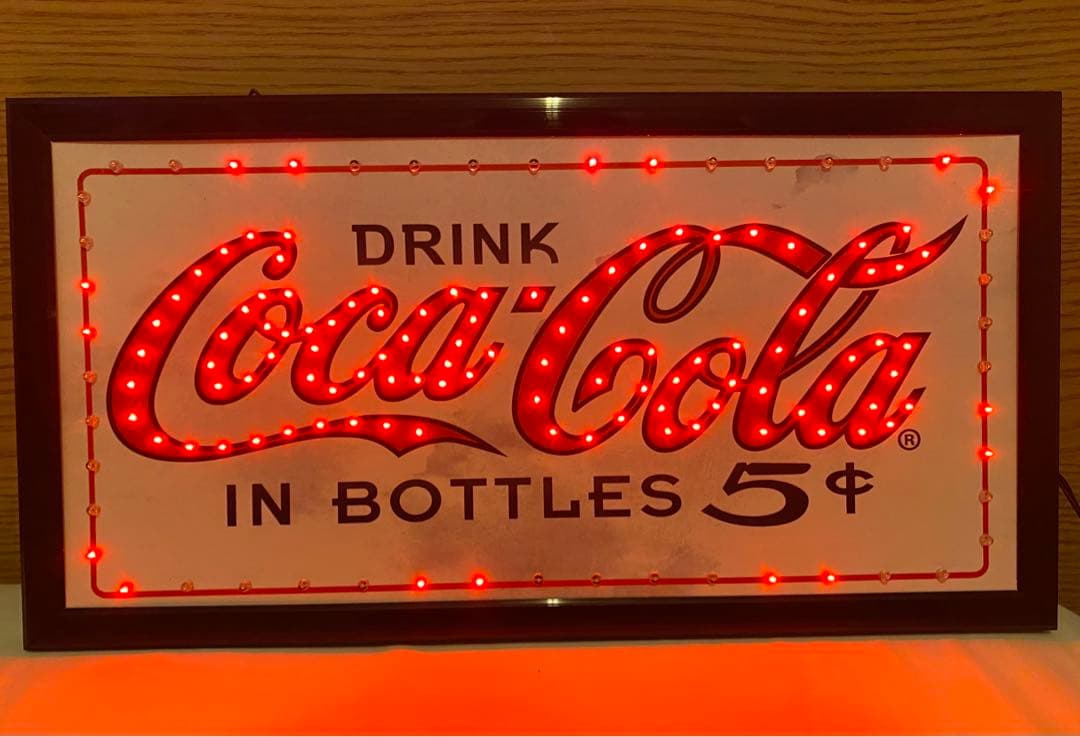 DRINK
Coca-Cola ®
IN BOTTLES 5¢